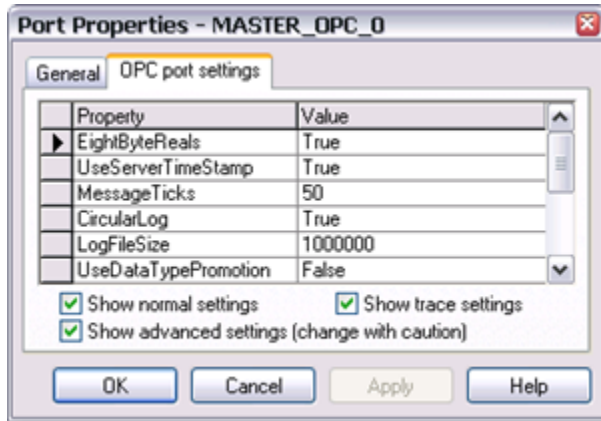 Port Properties - MASTER_OPC_0
General OPC port settings
Property Value
EightByteReals True
UseServerTimeStamp True
MessageTicks 50
CircularLog True
LogFileSize 1000000
UseDataTypePromotion False
Show normal settings Show trace settings
Show advanced settings (change with caution)
OK Cancel Apply Help